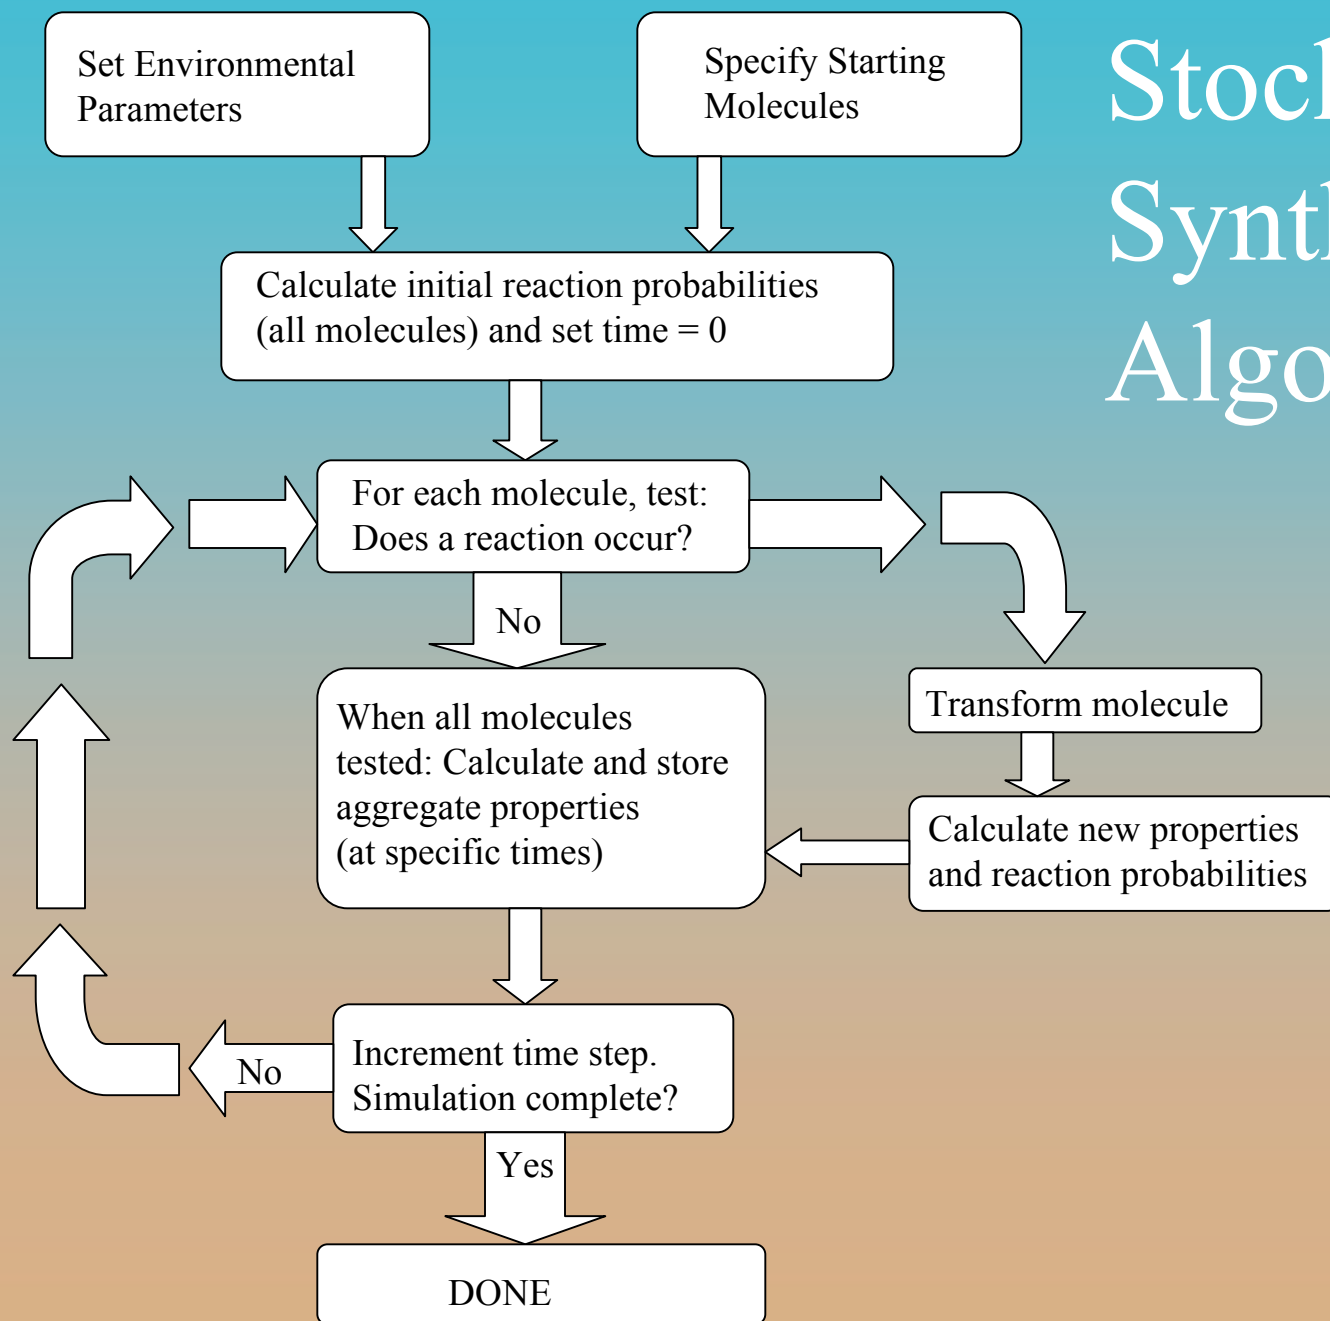 Set Environmental
Parameters
Specify Starting
Molecules
Stoc
Synt
Algo
Calculate initial reaction probabilities
(all molecules) and set time = 0
For each molecule, test:
Does a reaction occur?
No
When all molecules
tested: Calculate and store
aggregate properties
(at specific times)
Transform molecule
Calculate new properties
and reaction probabilities
Increment time step.
Simulation complete?
No
Yes
DONE